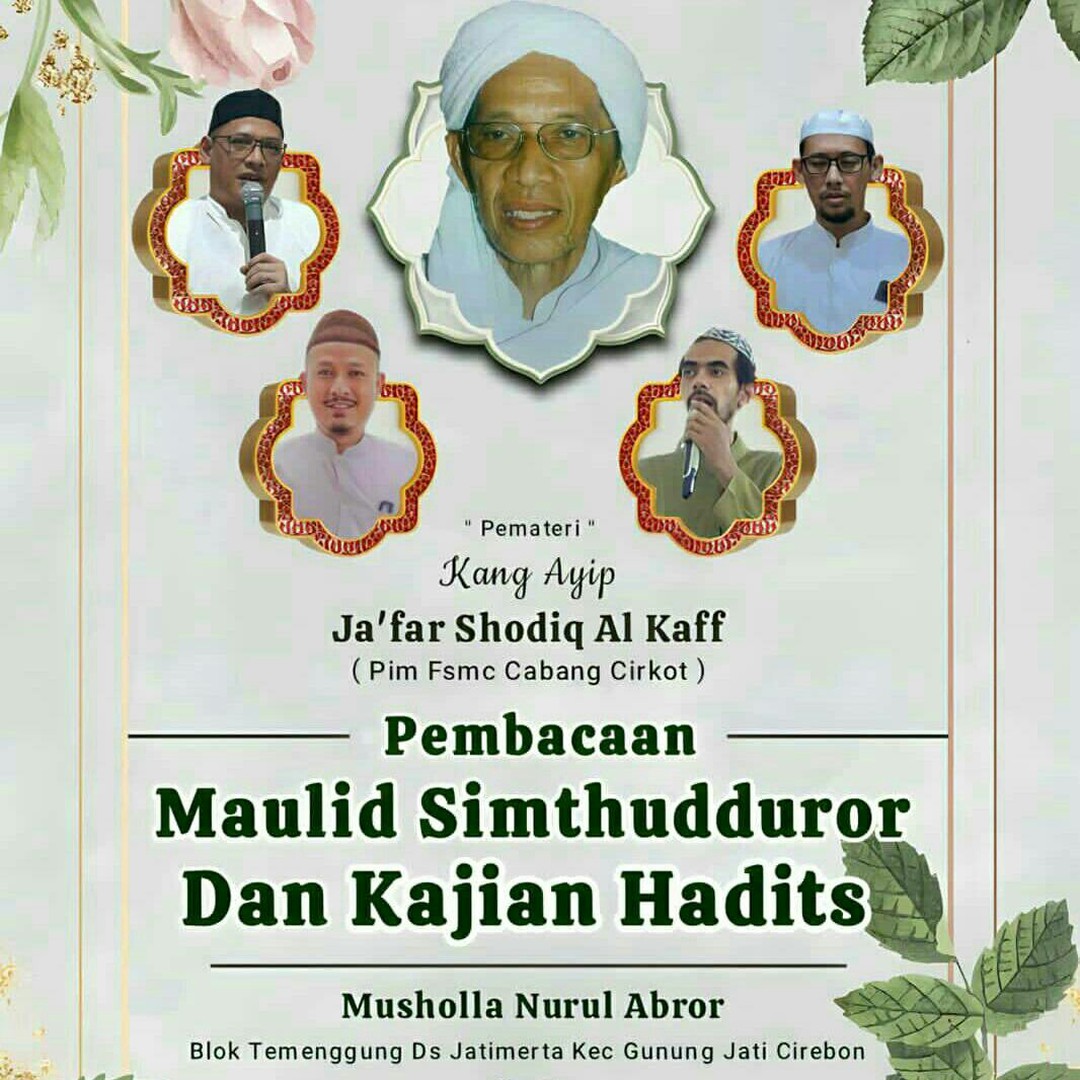 " Pemateri "
Kang Ayip
Ja'far Shodiq Al Kaff
( Pim Fsmc Cabang Cirkot )
Pembacaan
Maulid Simthudduror
Dan Kajian Hadits
Musholla Nurul Abror
Blok Temenggung Ds Jatimerta Kec Gunung Jati Cirebon